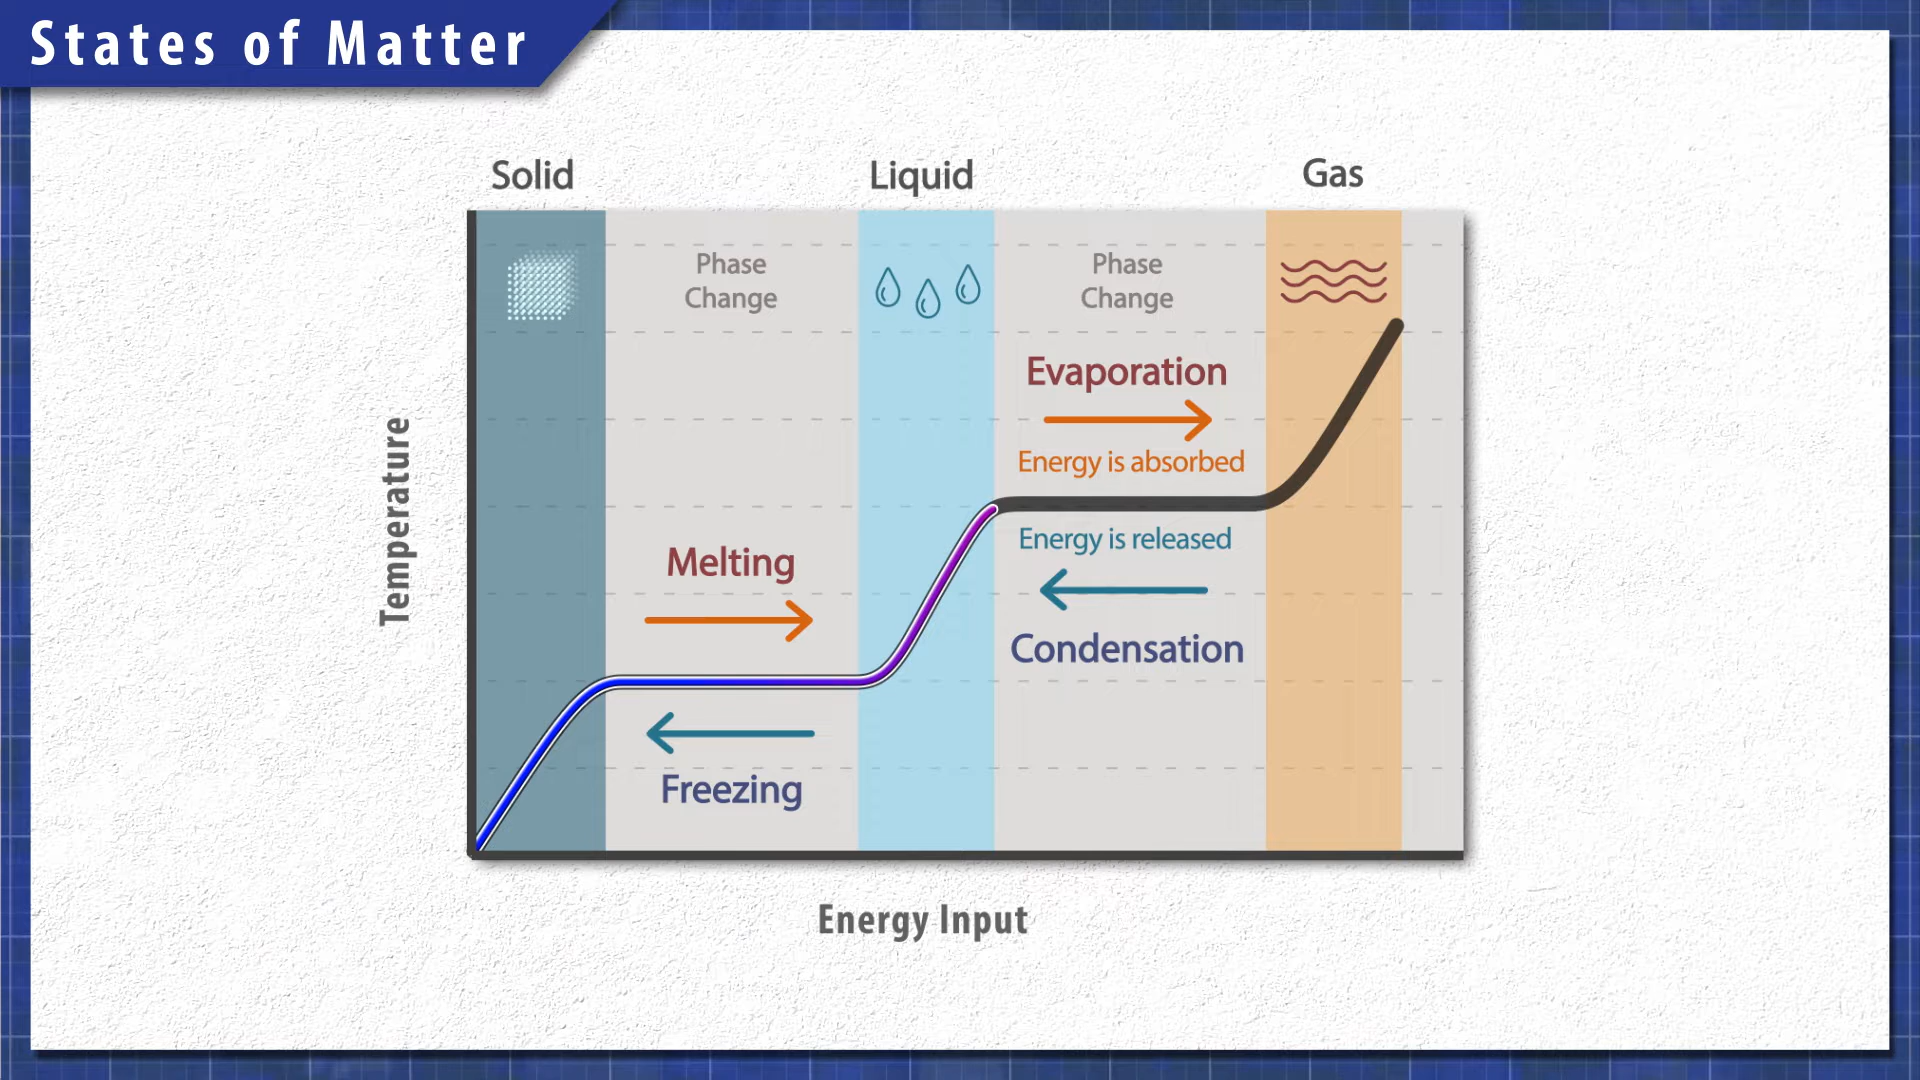 States of Matter
Solid
Liquid
Gas
Phase
Change
Phase
Change
Evaporation
Energy is absorbed
Energy is released
Condensation
Melting
Freezing
Temperature
Energy Input